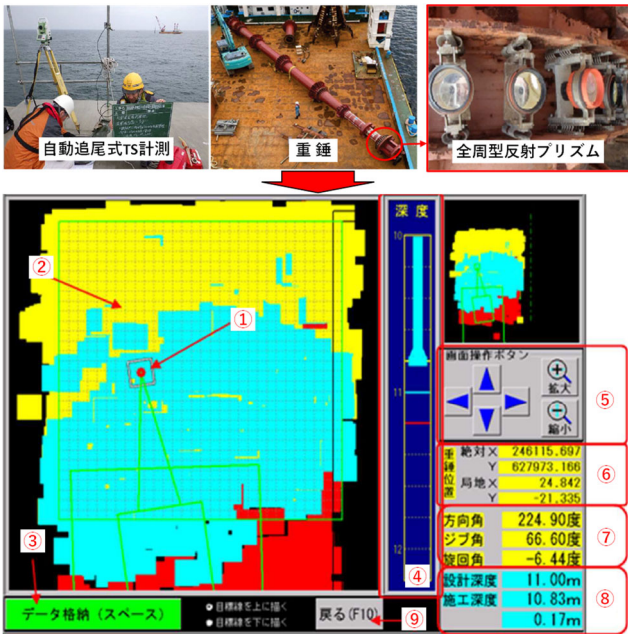 自動追尾式TS計測
重錘
全周型反射プリズム
深度
10
②
①
画面操作ボタン
拡大
⑤
11
縮小
重錘位置
絶対X 246115.697
Y 627973.166
⑥
局地X 24.842
Y -21.335
方向角 224.90度
③
ジブ角 66.60度
⑦
旋回角 -6.44度
12
④
設計深度 11.00m
施工深度 10.83m
⑧
0.17m
データ格納(スペース)
目標線を上に描く
目標線を下に描く
戻る(F10)
⑨